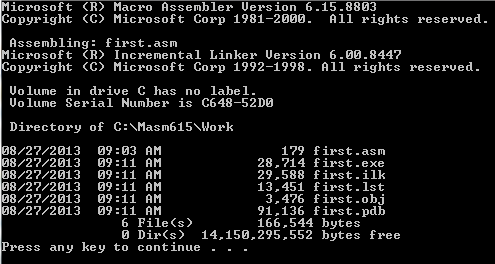 Microsoft (R) Macro Assembler Version 6.15.8803
Copyright (C) Microsoft Corp 1981-2000.  All rights reserved.
Assembling: first.asm
Microsoft (R) Incremental Linker Version 6.00.8447
Copyright (C) Microsoft Corp 1992-1998. All rights reserved.
Volume in drive C has no label.
Volume Serial Number is C648-52D0
Directory of C:\Masm615\Work
08/27/2013  09:03 AM               179 first.asm
08/27/2013  09:11 AM            28,714 first.exe
08/27/2013  09:11 AM            29,588 first.ilk
08/27/2013  09:11 AM            13,451 first.lst
08/27/2013  09:11 AM             3,476 first.obj
08/27/2013  09:11 AM            91,136 first.pdb
6 File(s)        166,544 bytes
0 Dir(s)  14,150,295,552 bytes free
Press any key to continue . . .